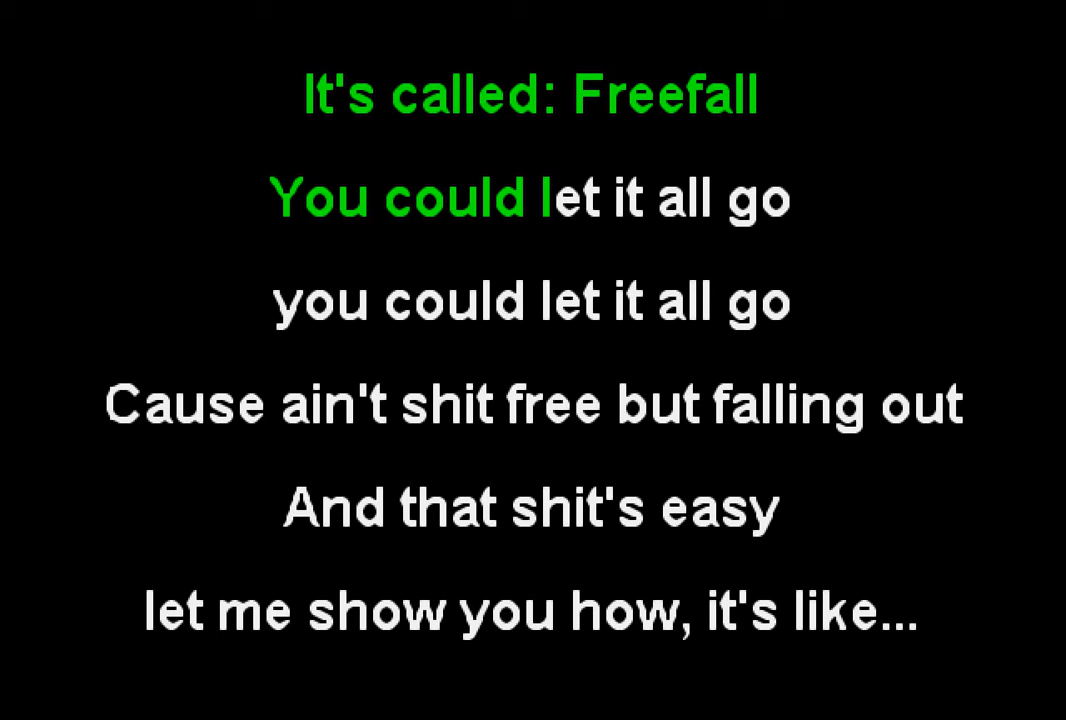 It's called: Freefall
You could let it all go
you could let it all go
Cause ain't shit free but falling out
And that shit's easy
let me show you how, it's like...